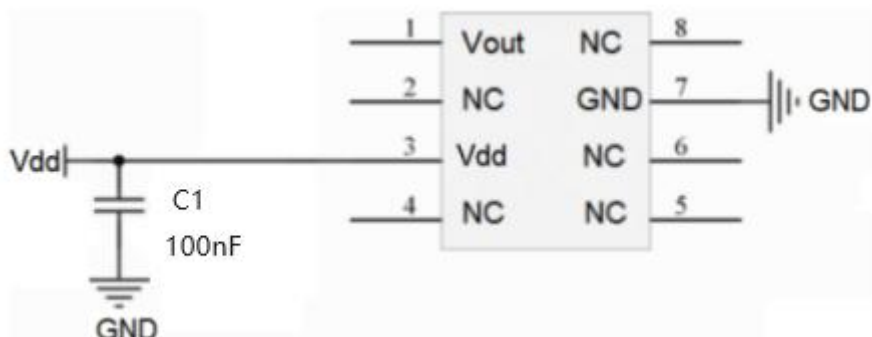 1 Vout NC 8
2 NC GND 7 GND
Vdd 3 Vdd NC 6
4 NC NC 5
C1
100nF
GND